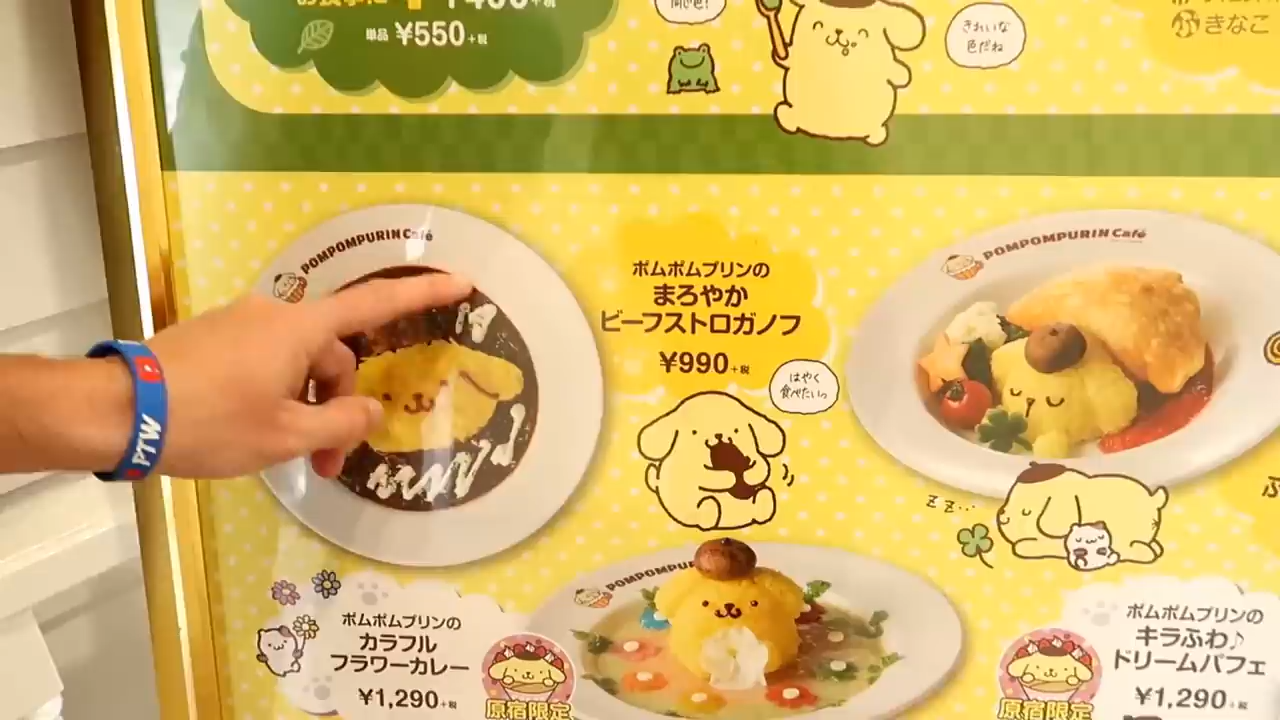 単品 ¥550+税
きれいな
色だね
きなこ
POMPOMPURIN Café
ポムポムプリンの
まろやか
ビーフストロガノフ
¥990+税
はやく
食べたいっ
POMPOMPURIN Café
zz...
ポムポムプリンの
カラフル
フラワーカレー
¥1,290+税
原宿限定
POMPOMPUR
ポムポムプリンの
キラふわ♪
ドリームパフェ
¥1,290+税
原宿限定
PTW